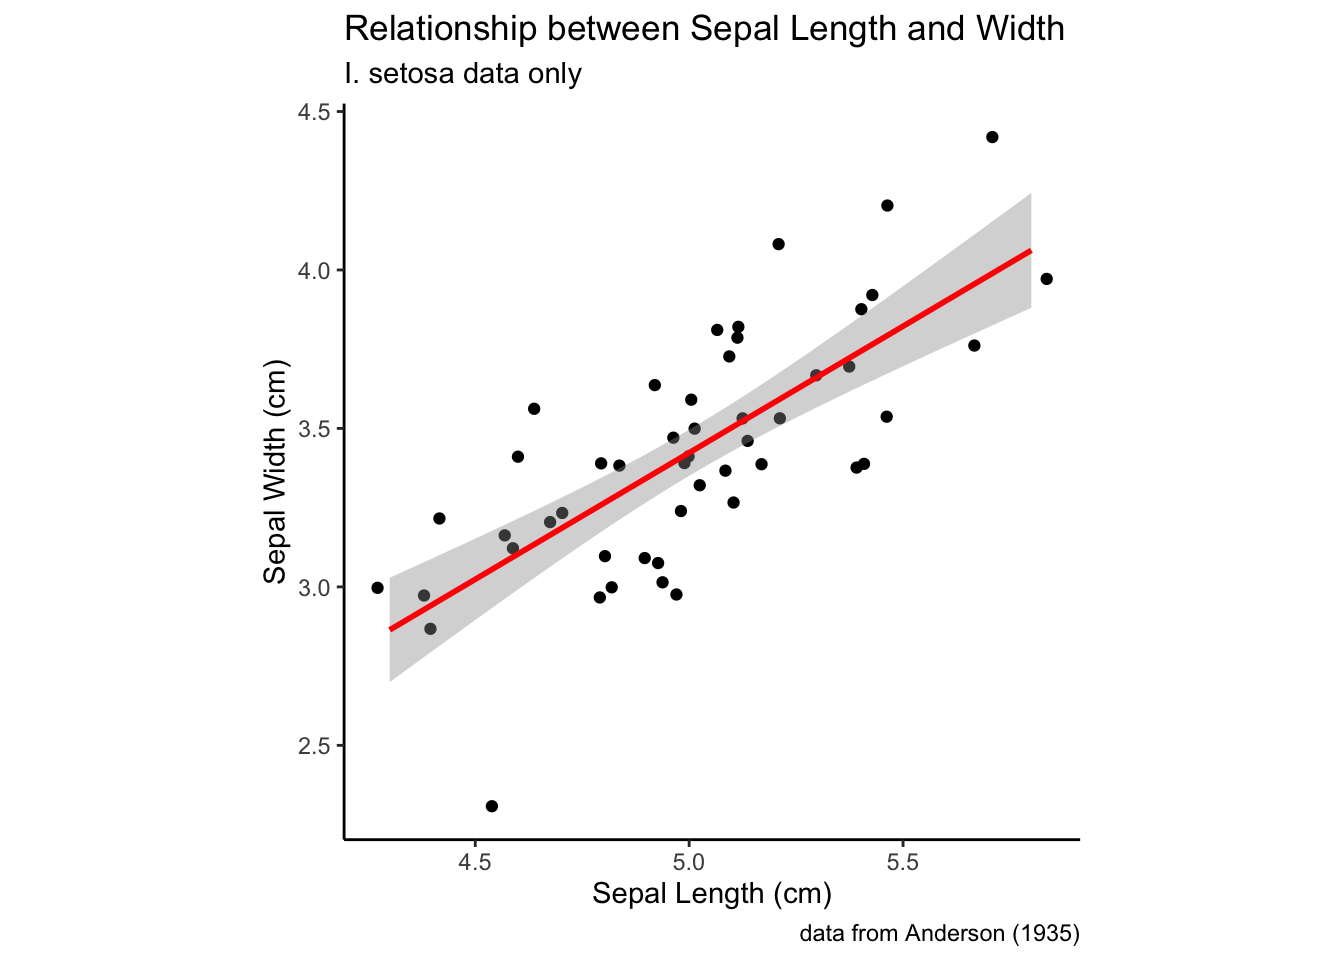 Relationship between Sepal Length and Width
I. setosa data only
4.5
4.0
3.5
3.0
2.5
Sepal Width (cm)
4.5
5.0
5.5
Sepal Length (cm)
data from Anderson (1935)